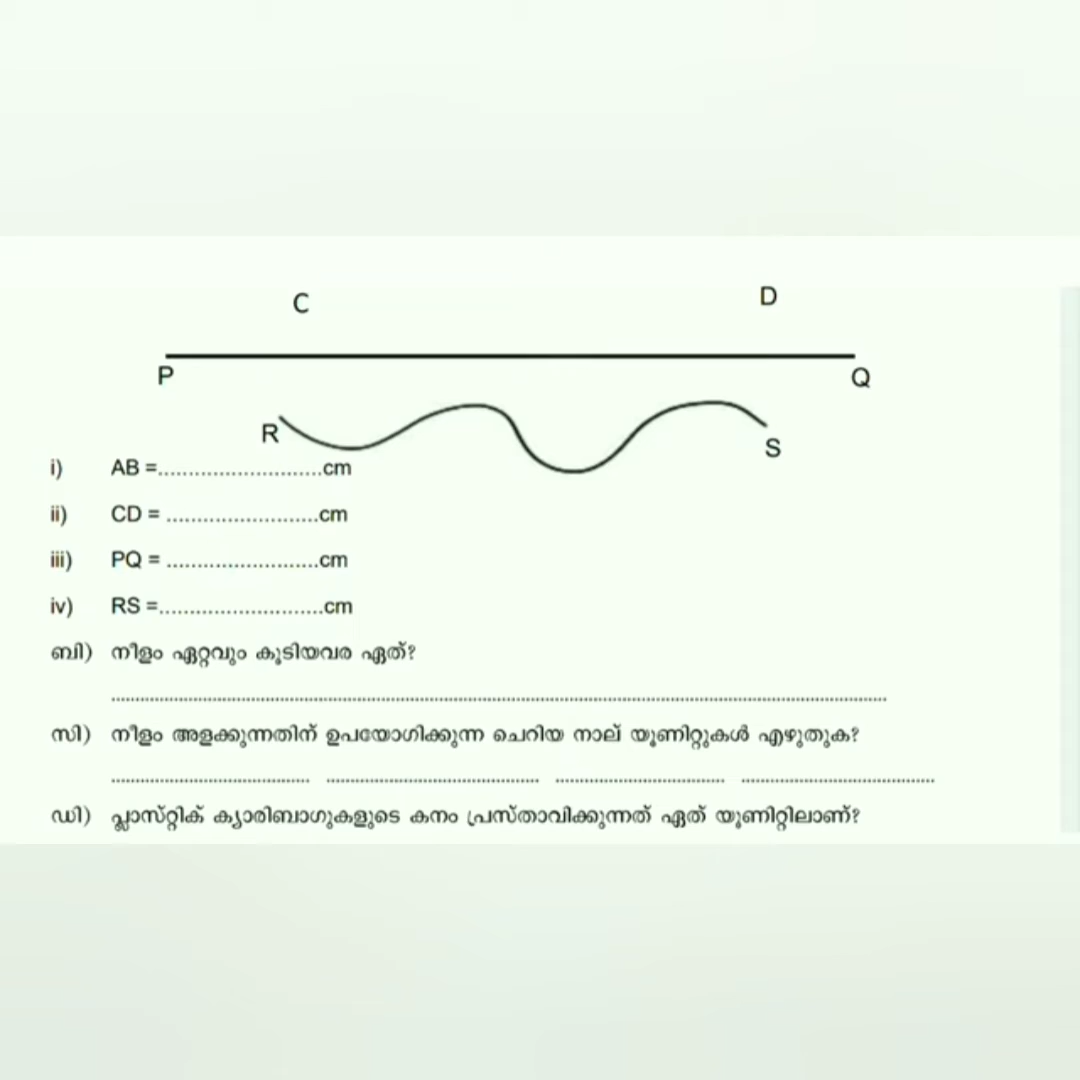 C D
P Q
R S
i) AB =...........................cm
ii) CD = .........................cm
iii) PQ = .........................cm
iv) RS =...........................cm
ബി) നീളം ഏറ്റവും കൂടിയവര ഏത്?
സി) നീളം അളക്കുന്നതിന് ഉപയോഗിക്കുന്ന ചെറിയ നാല് യൂണിറ്റുകൾ എഴുതുക?
ഡി) പ്ലാസ്റ്റിക് ക്യാരിബാഗുകളുടെ കനം പ്രസ്താവിക്കുന്നത് ഏത് യൂണിറ്റിലാണ്?